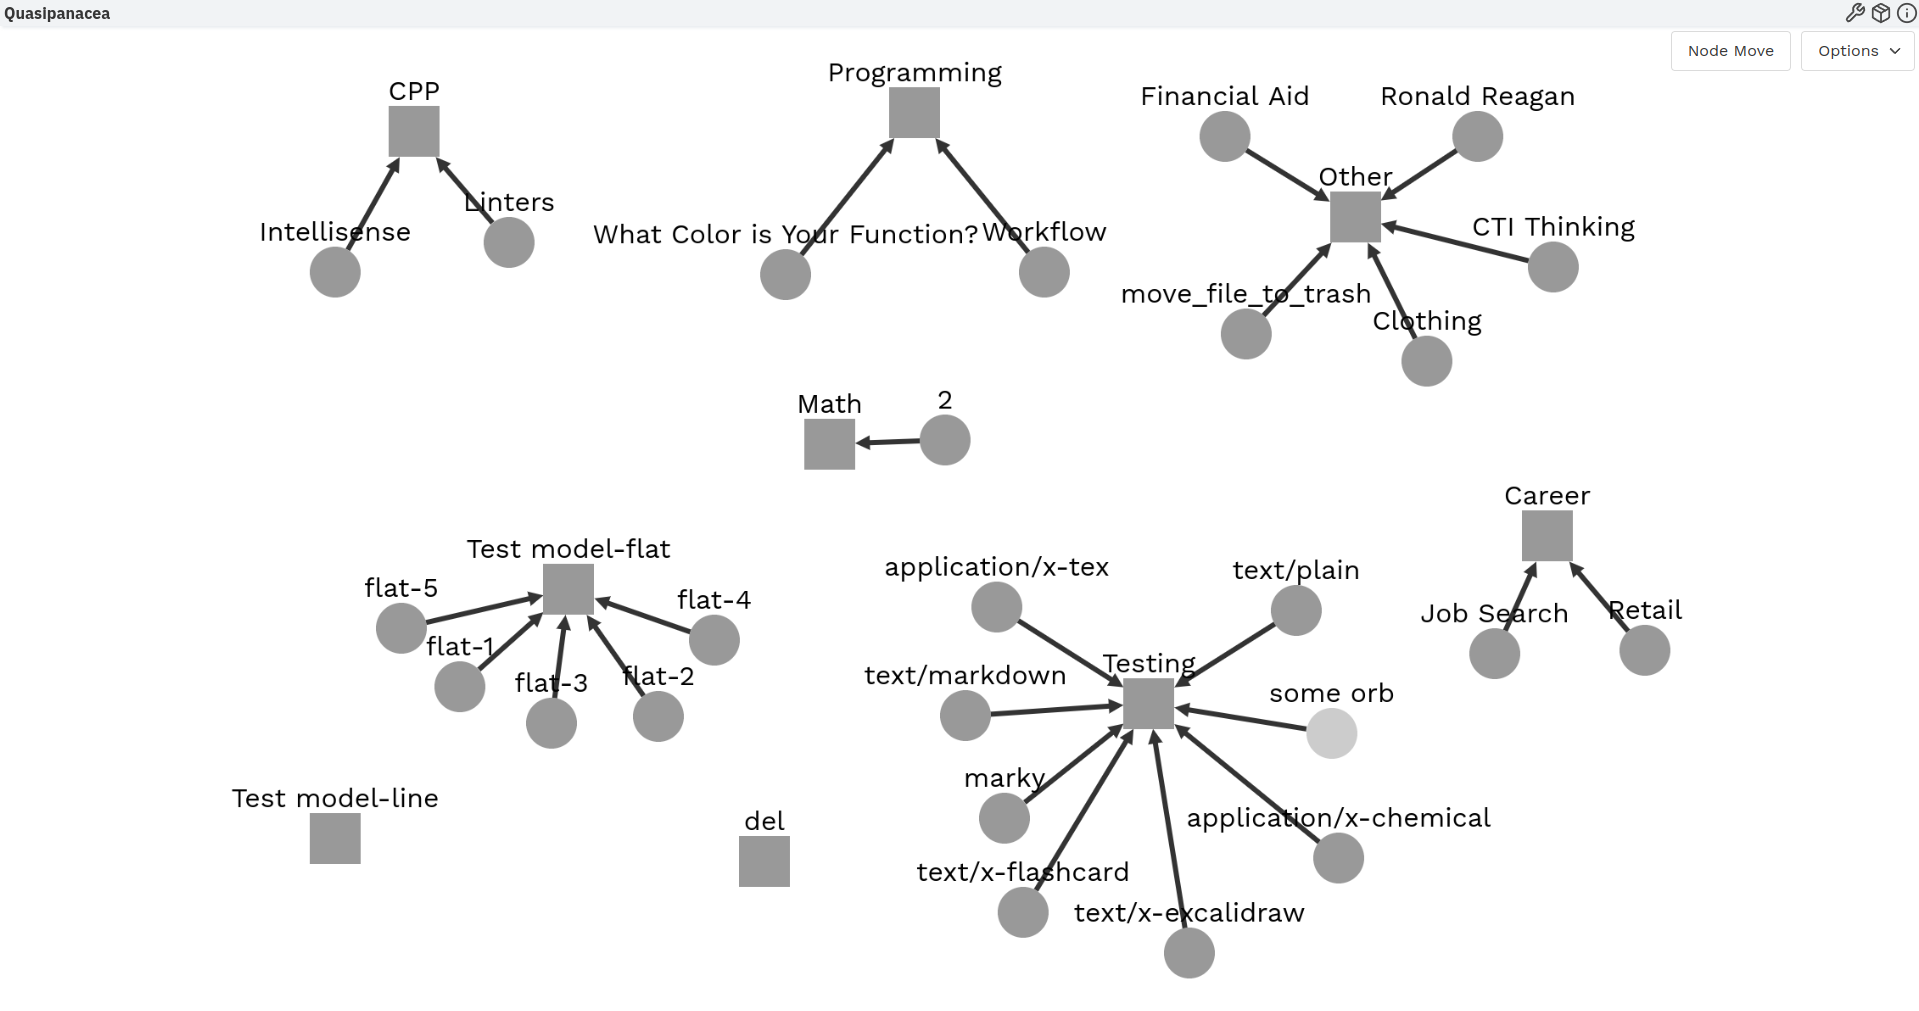 Quasipanacea
Node Move
Options
CPP
Programming
Financial Aid
Ronald Reagan
Other
Intellisense
Linters
What Color is Your Function?
Workflow
CTI Thinking
move_file_to_trash
Clothing
Math
2
Career
Test model-flat
flat-5
flat-4
flat-1
flat-3
flat-2
application/x-tex
text/plain
Job Search
Retail
Testing
text/markdown
some orb
marky
application/x-chemical
text/x-flashcard
text/x-excalidraw
Test model-line
del